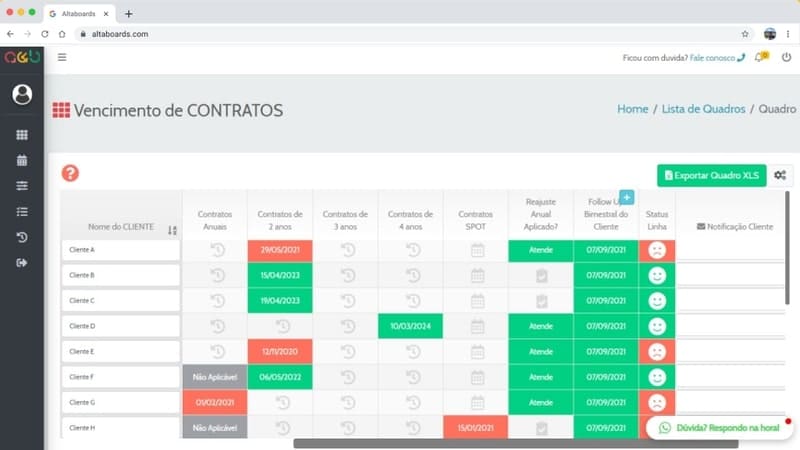 Altaboards
altaboards.com
Ficou com duvida? Fale conosco
0
Vencimento de CONTRATOS
Home / Lista de Quadros / Quadro
?
Exportar Quadro XLS
Nome do CLIENTE
Contratos Anuais
Contratos de 2 anos
Contratos de 3 anos
Contratos de 4 anos
Contratos SPOT
Reajuste Anual Aplicado?
Follow Bimestral do Cliente
Status Linha
Notificação Cliente
Cliente A 29/05/2021 Atende 07/09/2021
Cliente B 15/04/2023 07/09/2021
Cliente C 19/04/2023 07/09/2021
Cliente D 10/03/2024 Atende 07/09/2021
Cliente E 12/11/2020 Atende 07/09/2021
Cliente F Não Aplicável 06/05/2022 Atende 07/09/2021
Cliente G 01/02/2021 Atende 07/09/2021
Cliente H Não Aplicável 15/01/2021 07/09/2021
Dúvida? Respondo na hora!